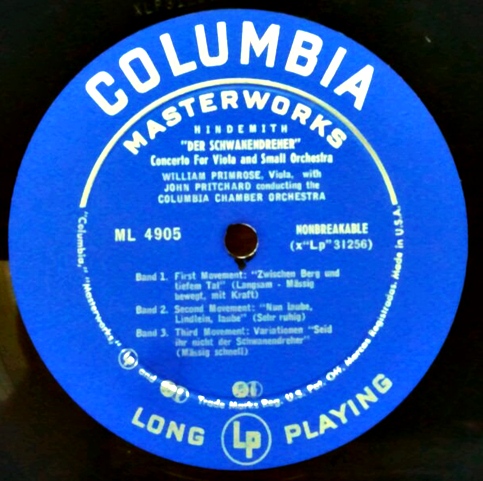 COLUMBIA
MASTERWORKS
HINDEMITH
"DER SCHWANENDREHER"
Concerto For Viola and Small Orchestra
WILLIAM PRIMROSE, Viola, with
JOHN PRITCHARD conducting the
COLUMBIA CHAMBER ORCHESTRA
ML 4905
NONBREAKABLE
(x"Lp" 31256)
Band 1. First Movement: "Zwischen Berg und
tiefem Tal" (Langsam - Mässig
bewegt, mit Kraft)
Band 2. Second Movement: "Nun laube,
Lindlein, laube" (Sehr ruhig)
Band 3. Third Movement: Variationen "Seid
ihr nicht der Schwanendreher"
(Mässig schnell)
"Columbia," "Masterworks," Lp and Trade Marks Reg. U.S. Pat. Off. Marcas Registradas. Made in U.S.A.
LONG Lp PLAYING